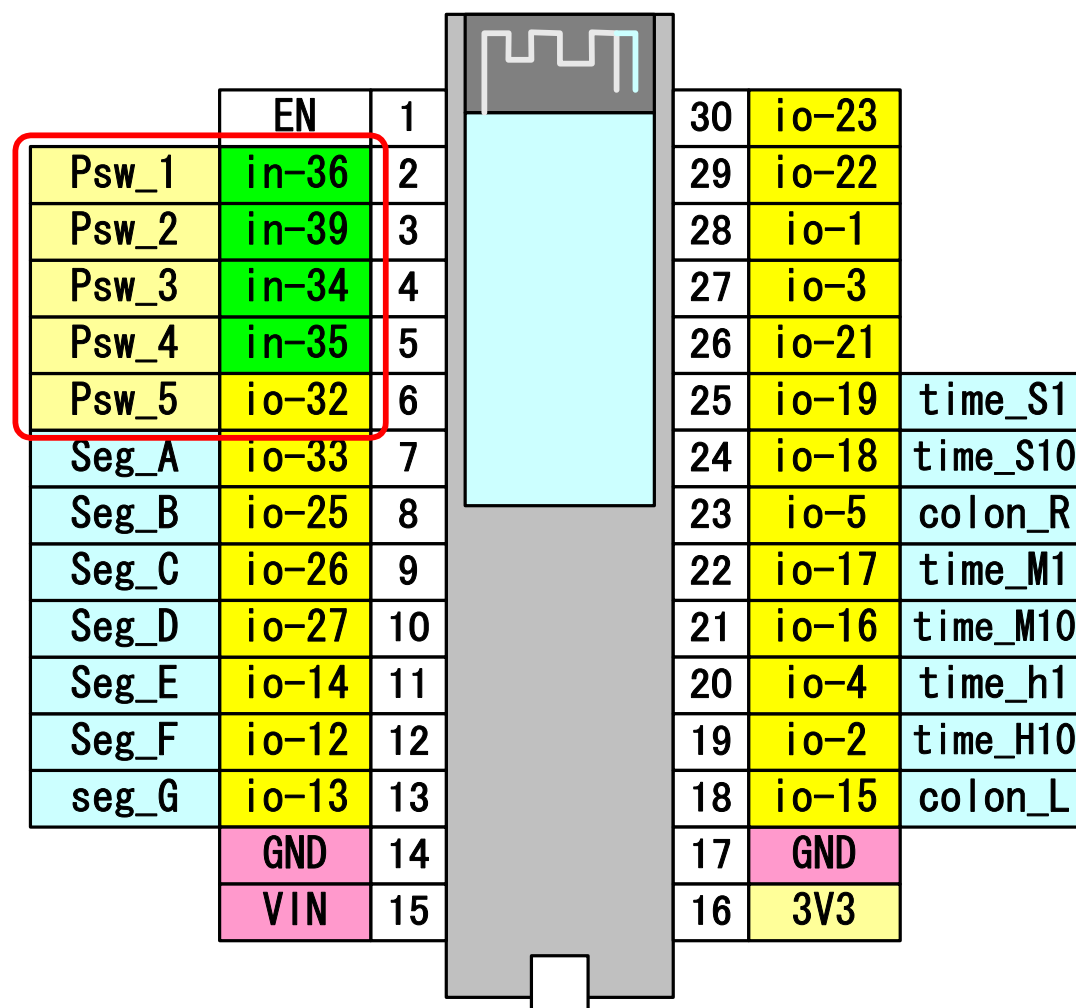 EN 1 30 io-23
Psw_1 in-36 2 29 io-22
Psw_2 in-39 3 28 io-1
Psw_3 in-34 4 27 io-3
Psw_4 in-35 5 26 io-21
Psw_5 io-32 6 25 io-19 time_S1
Seg_A io-33 7 24 io-18 time_S10
Seg_B io-25 8 23 io-5 colon_R
Seg_C io-26 9 22 io-17 time_M1
Seg_D io-27 10 21 io-16 time_M10
Seg_E io-14 11 20 io-4 time_h1
Seg_F io-12 12 19 io-2 time_H10
seg_G io-13 13 18 io-15 colon_L
GND 14 17 GND
VIN 15 16 3V3